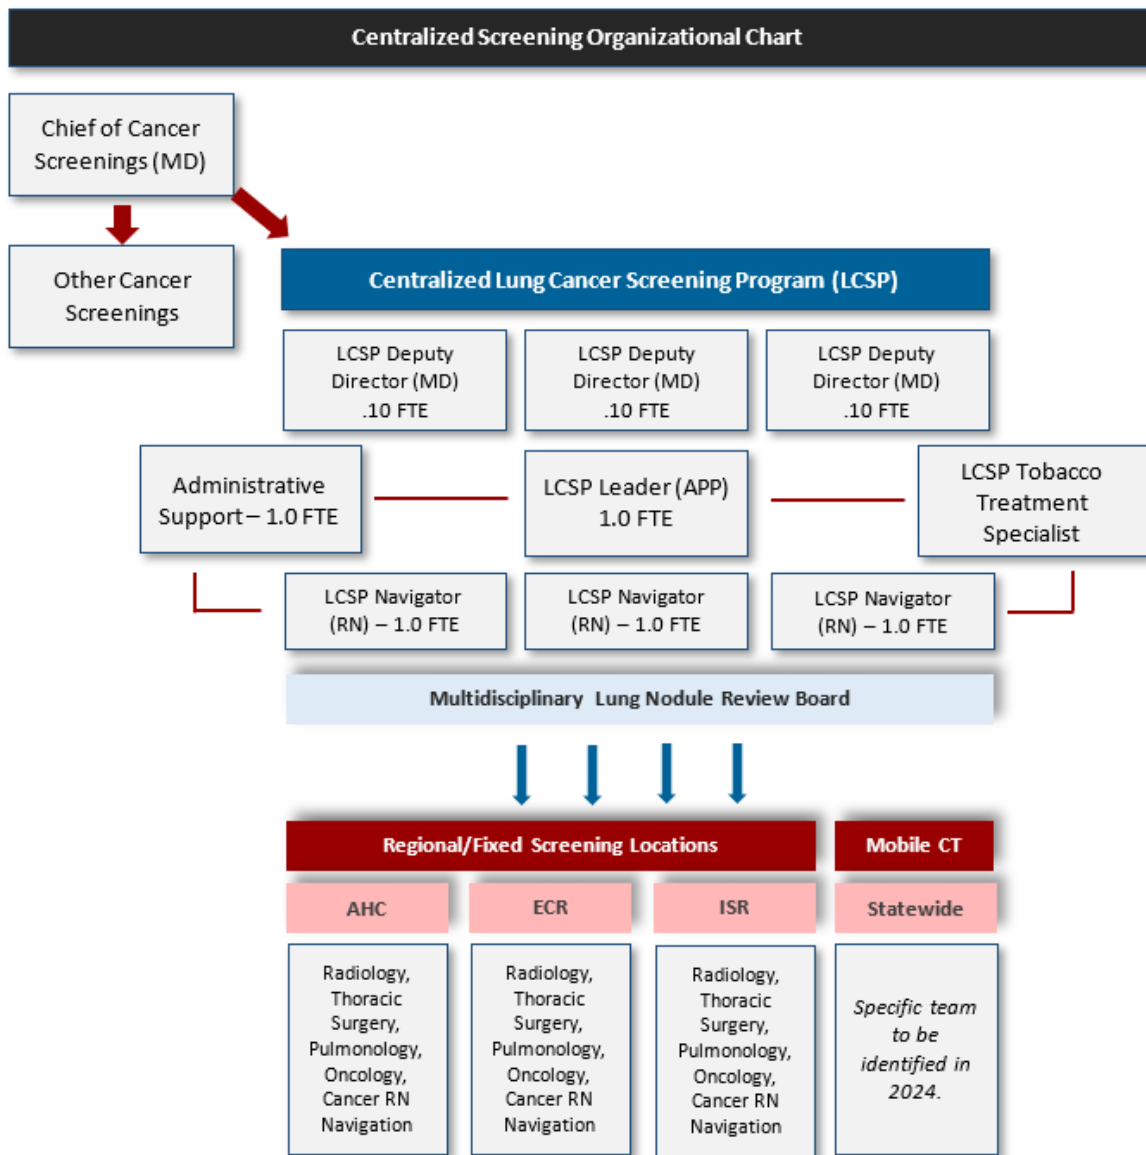 Centralized Screening Organizational Chart
Chief of Cancer
Screenings (MD)
Other Cancer
Screenings
Centralized Lung Cancer Screening Program (LCSP)
LCSP Deputy
Director (MD)
.10 FTE
LCSP Deputy
Director (MD)
.10 FTE
LCSP Deputy
Director (MD)
.10 FTE
Administrative
Support – 1.0 FTE
LCSP Leader (APP)
1.0 FTE
LCSP Tobacco
Treatment
Specialist
LCSP Navigator
(RN) – 1.0 FTE
LCSP Navigator
(RN) – 1.0 FTE
LCSP Navigator
(RN) – 1.0 FTE
Multidisciplinary Lung Nodule Review Board
Regional/Fixed Screening Locations
Mobile CT
AHC
ECR
ISR
Statewide
Radiology,
Thoracic
Surgery,
Pulmonology,
Oncology,
Cancer RN
Navigation
Radiology,
Thoracic
Surgery,
Pulmonology,
Oncology,
Cancer RN
Navigation
Radiology,
Thoracic
Surgery,
Pulmonology,
Oncology,
Cancer RN
Navigation
Specific team
to be
identified in
2024.